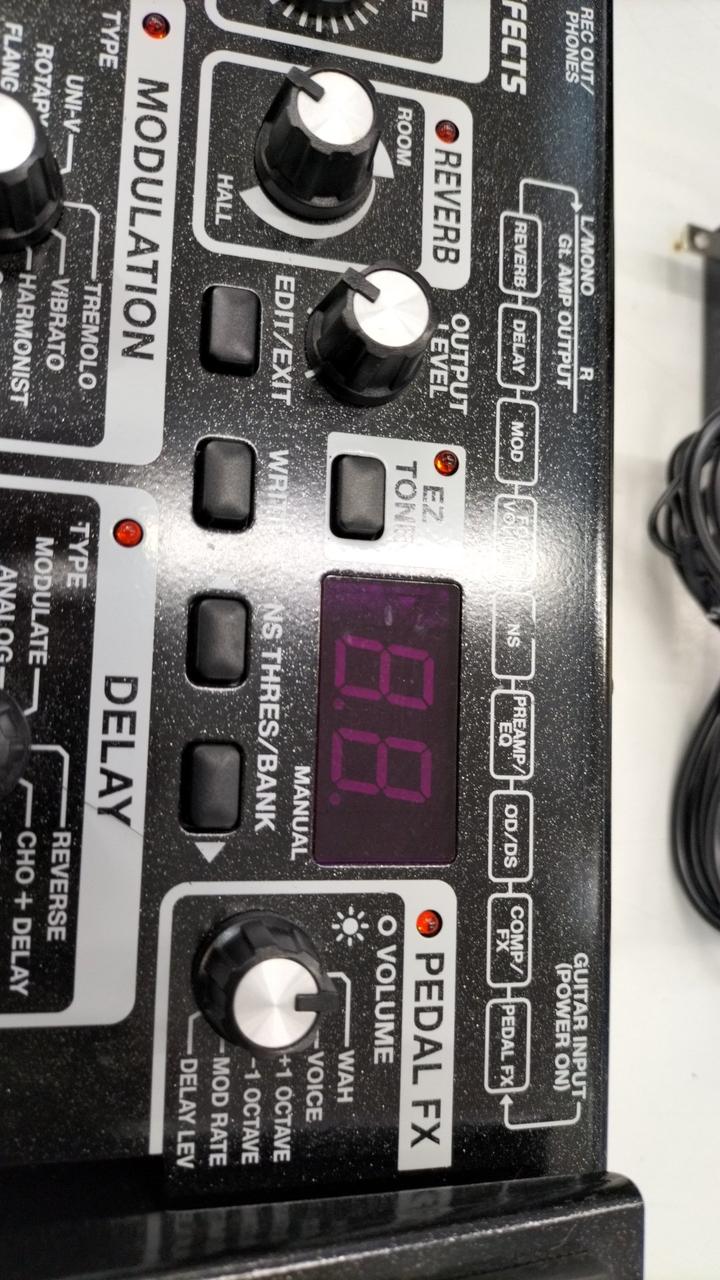 REC OUT/
PHONES
L/MONO
R
Gt. AMP OUTPUT
GUITAR INPUT
(POWER ON)
REVERB
DELAY
MOD
NS
PREAMP/
EQ
OD/DS
COMP/
FX
PEDAL FX
REVERB
ROOM
HALL
OUTPUT
LEVEL
EZ
TONE
EDIT/EXIT
NS THRES/BANK
MANUAL
8.8.
PEDAL FX
VOLUME
WAH
VOICE
+1 OCTAVE
-1 OCTAVE
MOD RATE
DELAY LEV
MODULATION
TYPE
UNI-V
TREMOLO
VIBRATO
HARMONIST
DELAY
TYPE
MODULATE
ANALOG
REVERSE
CHO + DELAY